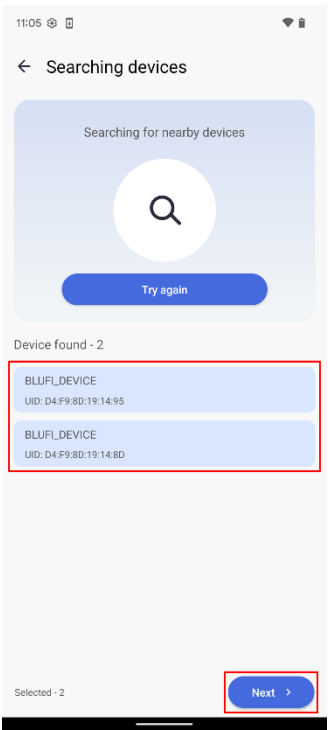 11:05
Searching devices
Searching for nearby devices
Try again
Device found - 2
BLUFI_DEVICE
UID: D4:F9:8D:19:14:95
BLUFI_DEVICE
UID: D4:F9:8D:19:14:8D
Selected - 2
Next